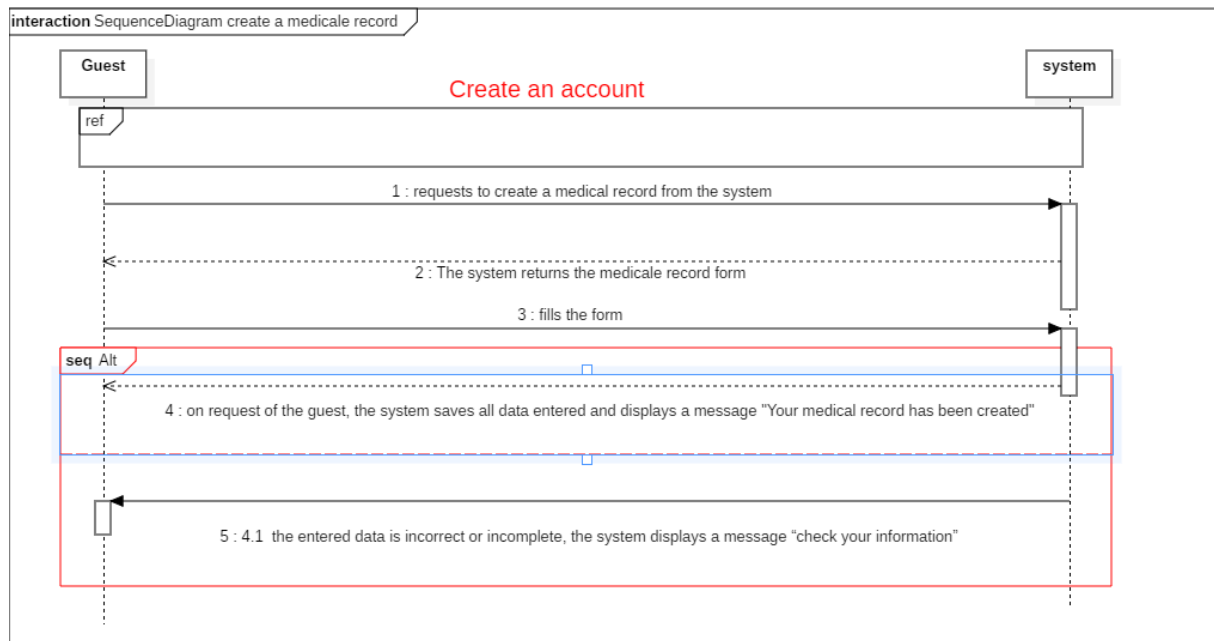 interaction SequenceDiagram create a medicale record
Guest
system
Create an account
ref
1 : requests to create a medical record from the system
2 : The system returns the medicale record form
3 : fills the form
seq Alt
4 : on request of the guest, the system saves all data entered and displays a message "Your medical record has been created"
5 : 4.1 the entered data is incorrect or incomplete, the system displays a message “check your information”